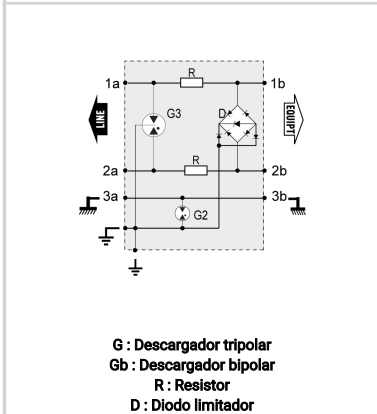 R
1a
1b
G3
D
LINE
EQUIPT
R
2a
2b
3a
3b
G2
G : Descargador tripolar
Gb : Descargador bipolar
R : Resistor
D : Diodo limitador